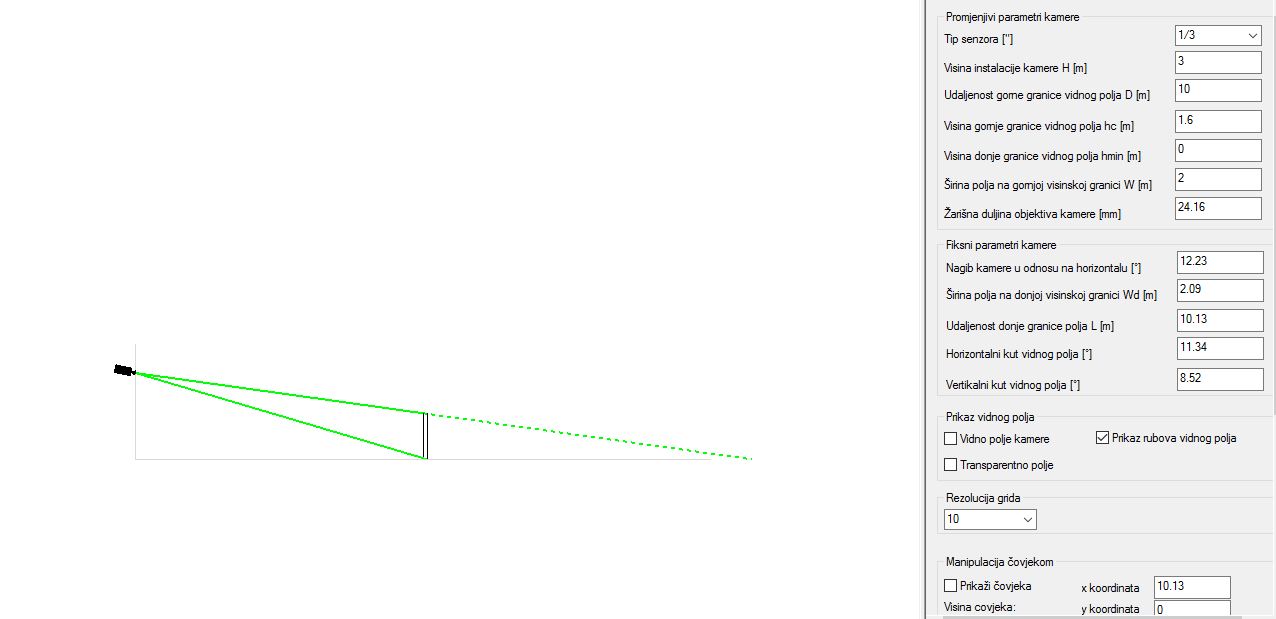 Promjenjivi parametri kamere
Tip senzora ["] 1/3
Visina instalacije kamere H [m] 3
Udaljenost gorne granice vidnog polja D [m] 10
Visina gornje granice vidnog polja hc [m] 1.6
Visina donje granice vidnog polja hmin [m] 0
Širina polja na gornjoj visinskoj granici W [m] 2
Žarišna duljina objektiva kamere [mm] 24.16
Fiksni parametri kamere
Nagib kamere u odnosu na horizontalu [°] 12.23
Širina polja na donjoj visinskoj granici Wd [m] 2.09
Udaljenost donje granice polja L [m] 10.13
Horizontalni kut vidnog polja [°] 11.34
Vertikalni kut vidnog polja [°] 8.52
Prikaz vidnog polja
Vidno polje kamere Prikaz rubova vidnog polja
Transparentno polje
Rezolucija grida
10
Manipulacija čovjekom
Prikaži čovjeka x koordinata 10.13
Visina covjeka: y koordinata 0